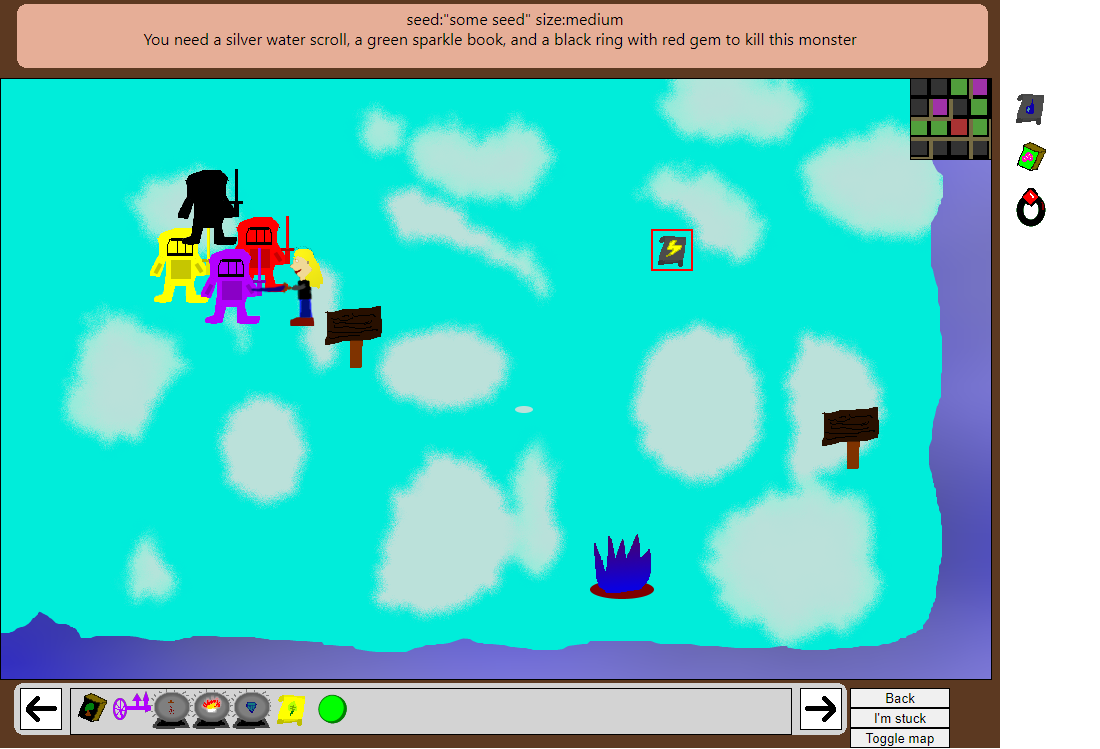 seed:"some seed" size:medium
You need a silver water scroll, a green sparkle book, and a black ring with red gem to kill this monster
Back
I'm stuck
Toggle map